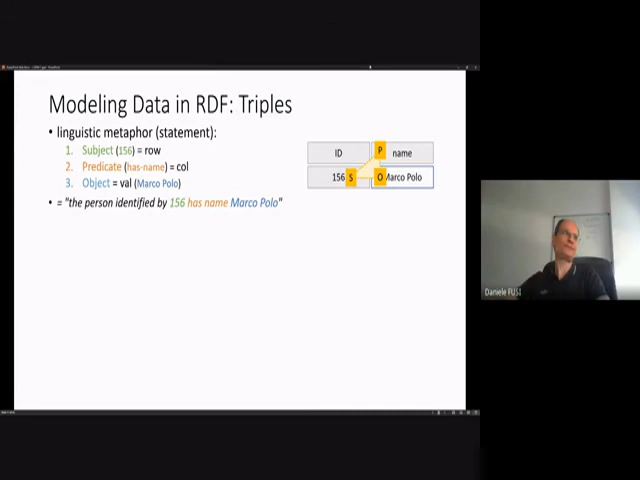 Modeling Data in RDF: Triples
• linguistic metaphor (statement):
1. Subject (156) = row
2. Predicate (has-name) = col
3. Object = val (Marco Polo)
• = "the person identified by 156 has name Marco Polo"
ID P name
156 S O Marco Polo
Daniele FUSI